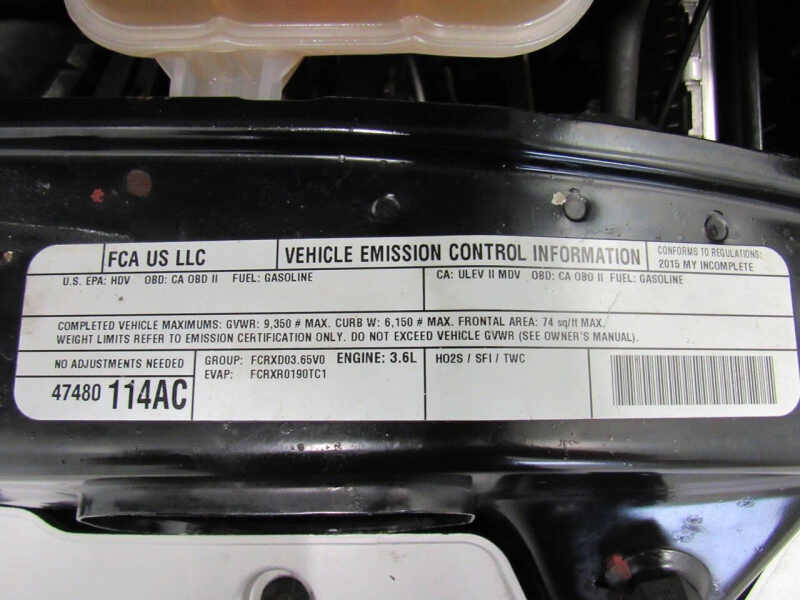 FCA US LLC
VEHICLE EMISSION CONTROL INFORMATION
CONFORMS TO REGULATIONS:
2015 MY INCOMPLETE
U.S. EPA: HDV OBD: CA OBD II FUEL: GASOLINE
CA: ULEV II MDV OBD: CA OBD II FUEL: GASOLINE
COMPLETED VEHICLE MAXIMUMS: GVWR: 9,350 # MAX. CURB W: 6,150 # MAX. FRONTAL AREA: 74 sq/ft MAX.
WEIGHT LIMITS REFER TO EMISSION CERTIFICATION ONLY. DO NOT EXCEED VEHICLE GVWR (SEE OWNER'S MANUAL).
NO ADJUSTMENTS NEEDED
47480 114AC
GROUP: FCRXD03.65V0 ENGINE: 3.6L
EVAP: FCRXR0190TC1
HO2S / SFI / TWC